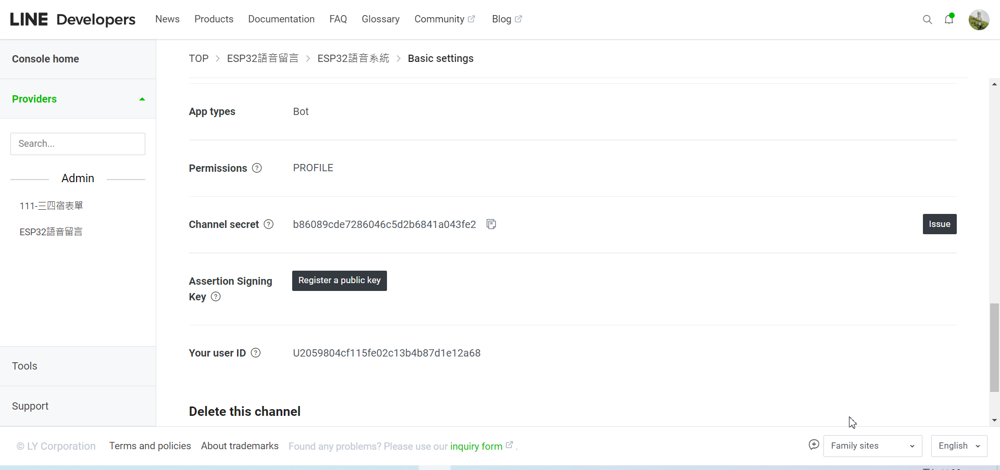 LINE Developers News Products Documentation FAQ Glossary Community Blog
Console home
Providers
Search...
Admin
111-三四宿表單
ESP32語音留言
Tools
Support
TOP > ESP32語音留言 > ESP32語音系統 > Basic settings
App types Bot
Permissions ? PROFILE
Channel secret ? b86089cde7286046c5d2b6841a043fe2 Issue
Assertion Signing Key ? Register a public key
Your user ID ? U2059804cf115fe02c13b4b87d1e12a68
Delete this channel
© LY Corporation Terms and policies About trademarks Found any problems? Please use our inquiry form . Family sites English